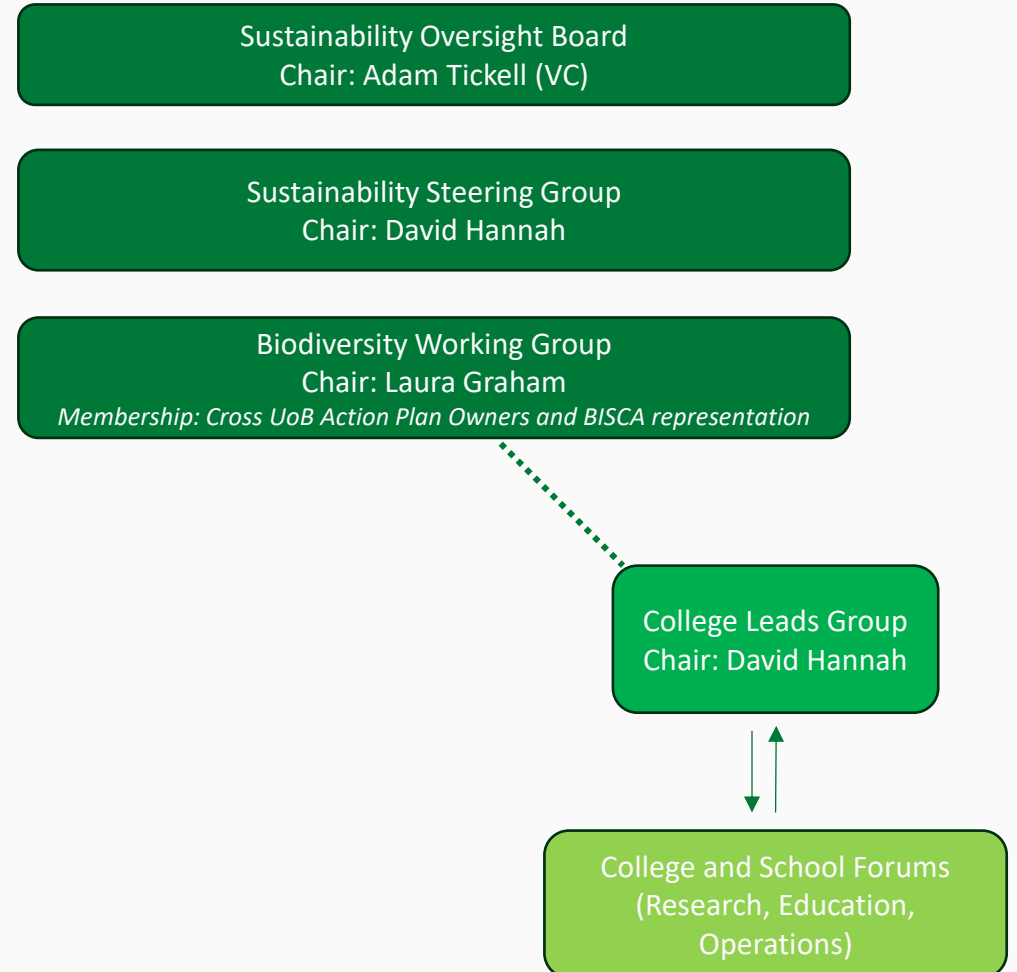 Sustainability Oversight Board
Chair: Adam Tickell (VC)
Sustainability Steering Group
Chair: David Hannah
Biodiversity Working Group
Chair: Laura Graham
Membership: Cross UoB Action Plan Owners and BISCA representation
College Leads Group
Chair: David Hannah
College and School Forums
(Research, Education,
Operations)